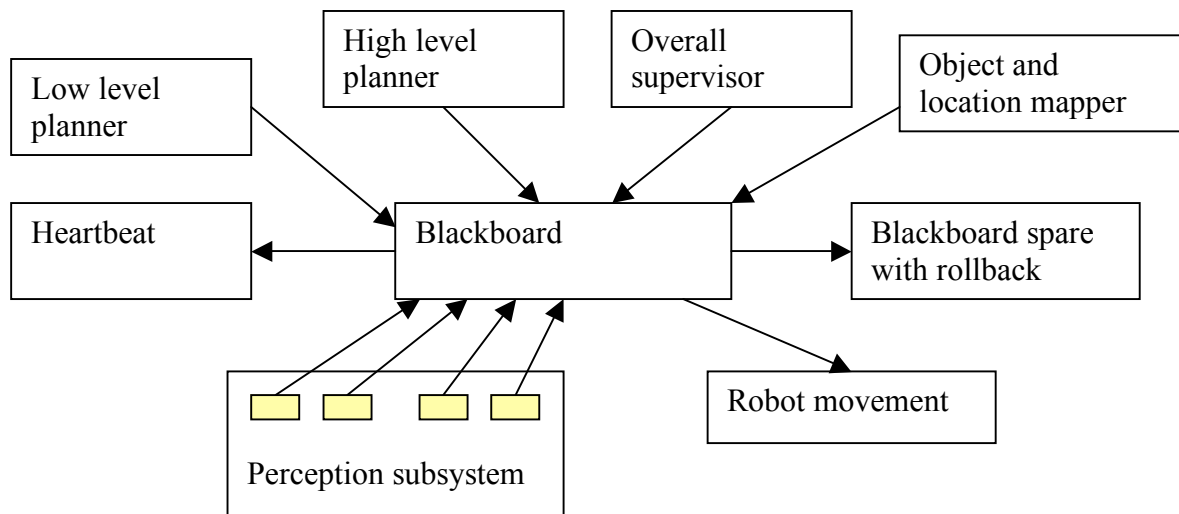 High level
planner
Overall
supervisor
Low level
planner
Object and
location mapper
Heartbeat
Blackboard
Blackboard spare
with rollback
Robot movement
Perception subsystem